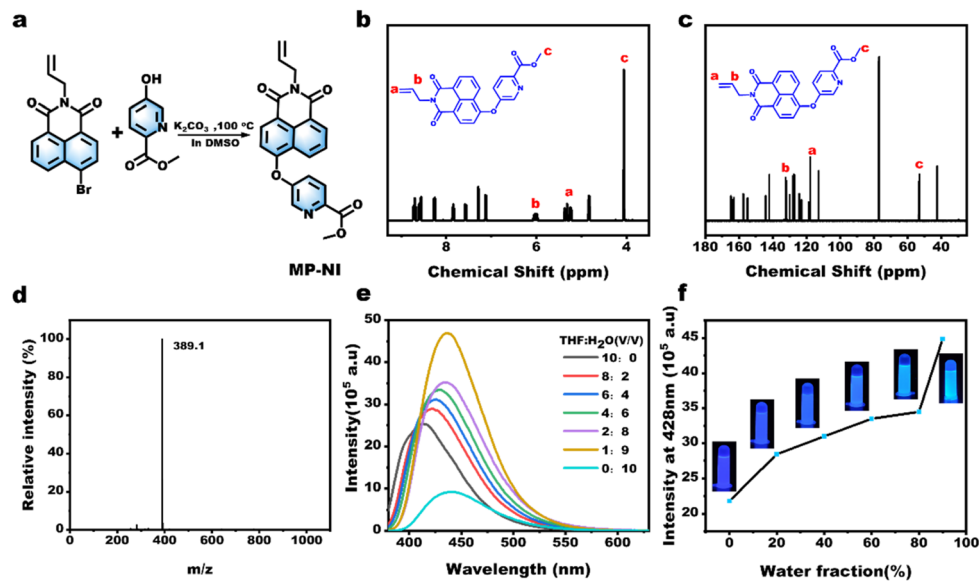 a
OH
O
N
O
+
N
O
O
Br
K2CO3 ,100 °C
In DMSO
O
N
O
O
N
O
O
MP-NI
b
c
O
O
b
a
N
O
O
N
O
c
b
a
8
6
4
Chemical Shift (ppm)
c
c
O
O
a
b
N
O
O
N
O
a
b
c
180
160
140
120
100
80
60
40
Chemical Shift (ppm)
d
Relative intensity (%)
100
80
60
40
20
0
389.1
0
200
400
600
800
1000
m/z
e
Intensity(10⁵ a.u)
50
40
30
20
10
0
THF:H2O(V/V)
10: 0
8: 2
6: 4
4: 6
2: 8
1: 9
0: 10
400
450
500
550
600
Wavelength (nm)
f
Intensity at 428nm (10⁵ a.u)
45
40
35
30
25
20
0
20
40
60
80
100
Water fraction(%)